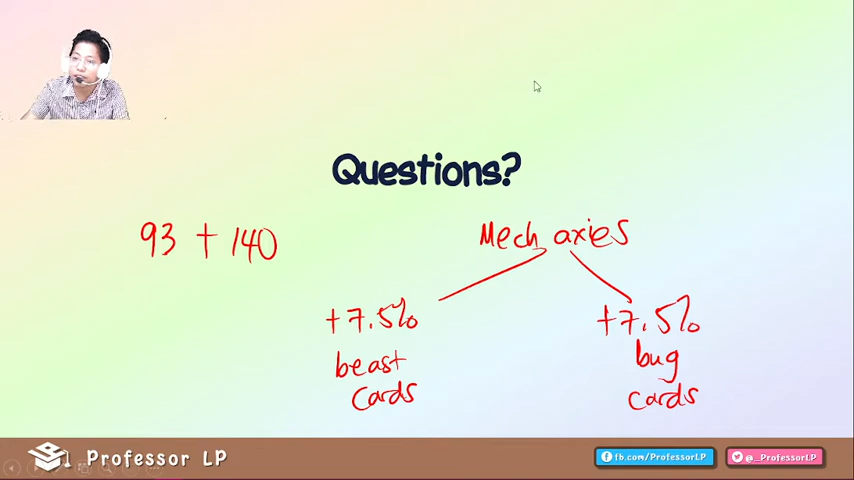 Questions?
93 + 140
Mech axies
+7.5%
beast
cards
+7.5%
bug
cards
Professor LP
fb.com/ProfessorLP
@_ProfessorLP